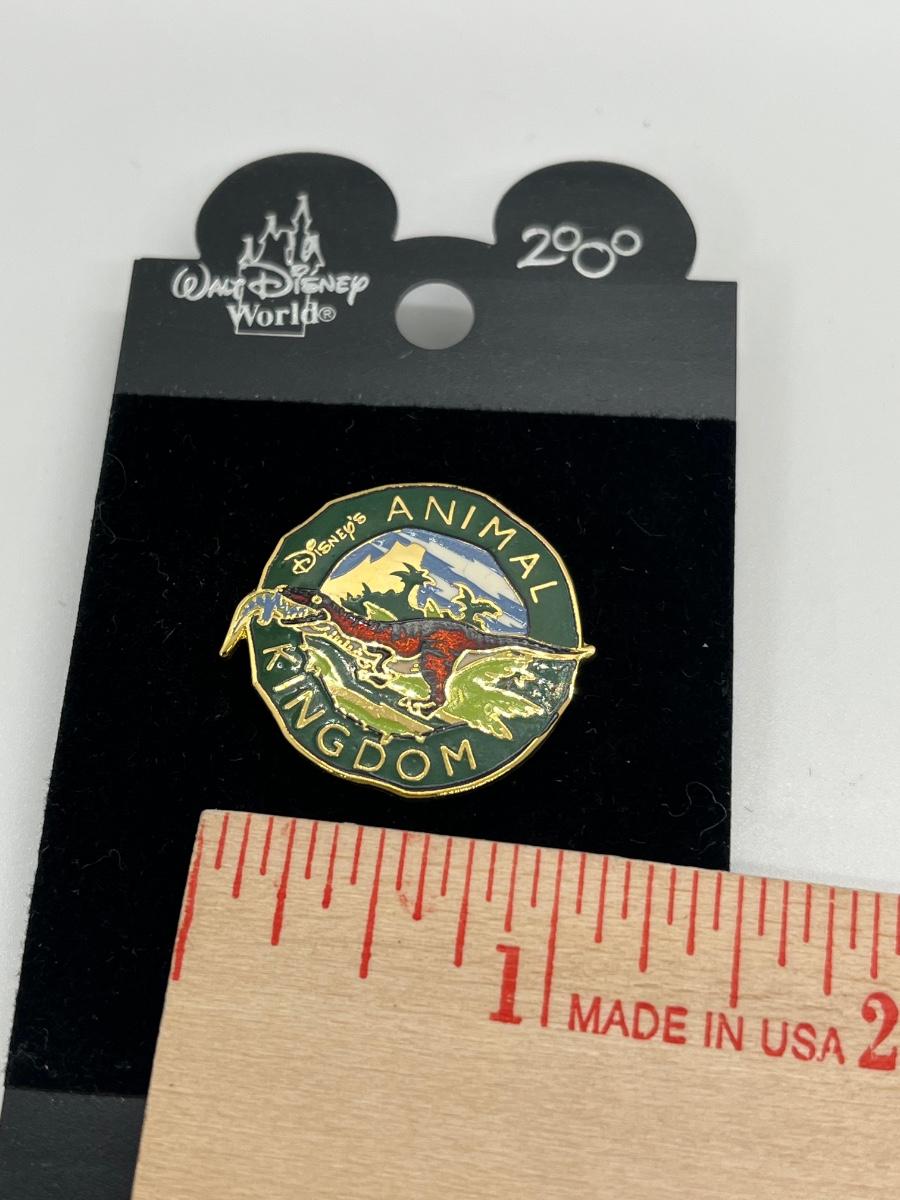 Walt Disney
World®
2000
Disney's
ANIMAL
KINGDOM
1
MADE IN USA
2